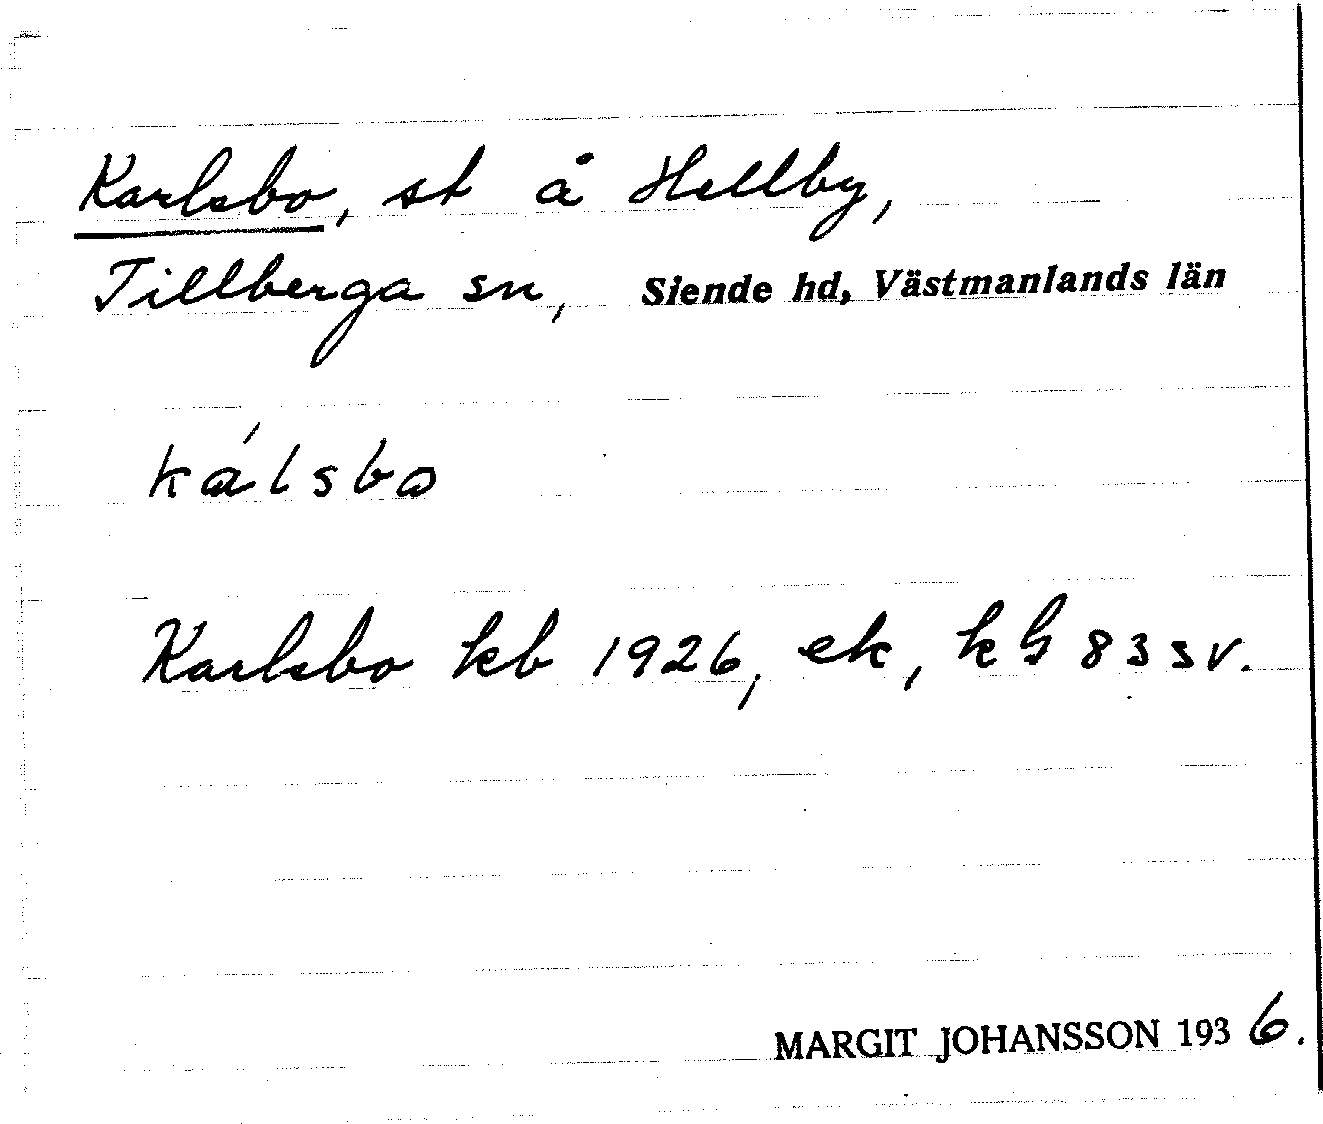 Karlsbo, st å Hellby,
Tillberga sn, Siende hd, Västmanlands län
kálsbo
Karlsbo kb 1926, ek, kb 83 sv.
MARGIT JOHANSSON 1936.